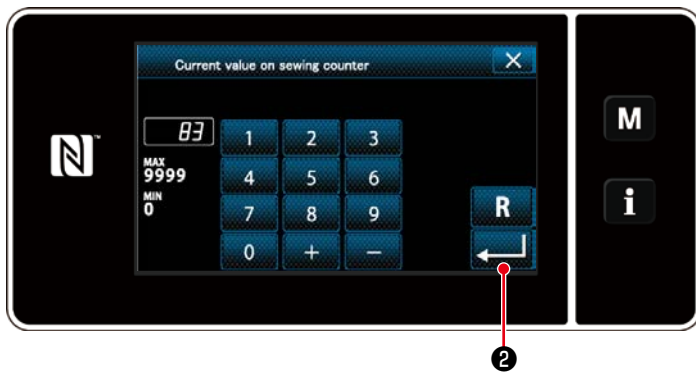 Current value on sewing counter
83
1 2 3
MAX
9999
4 5 6
MIN
0
7 8 9
R
0 + −
N
M
i
2